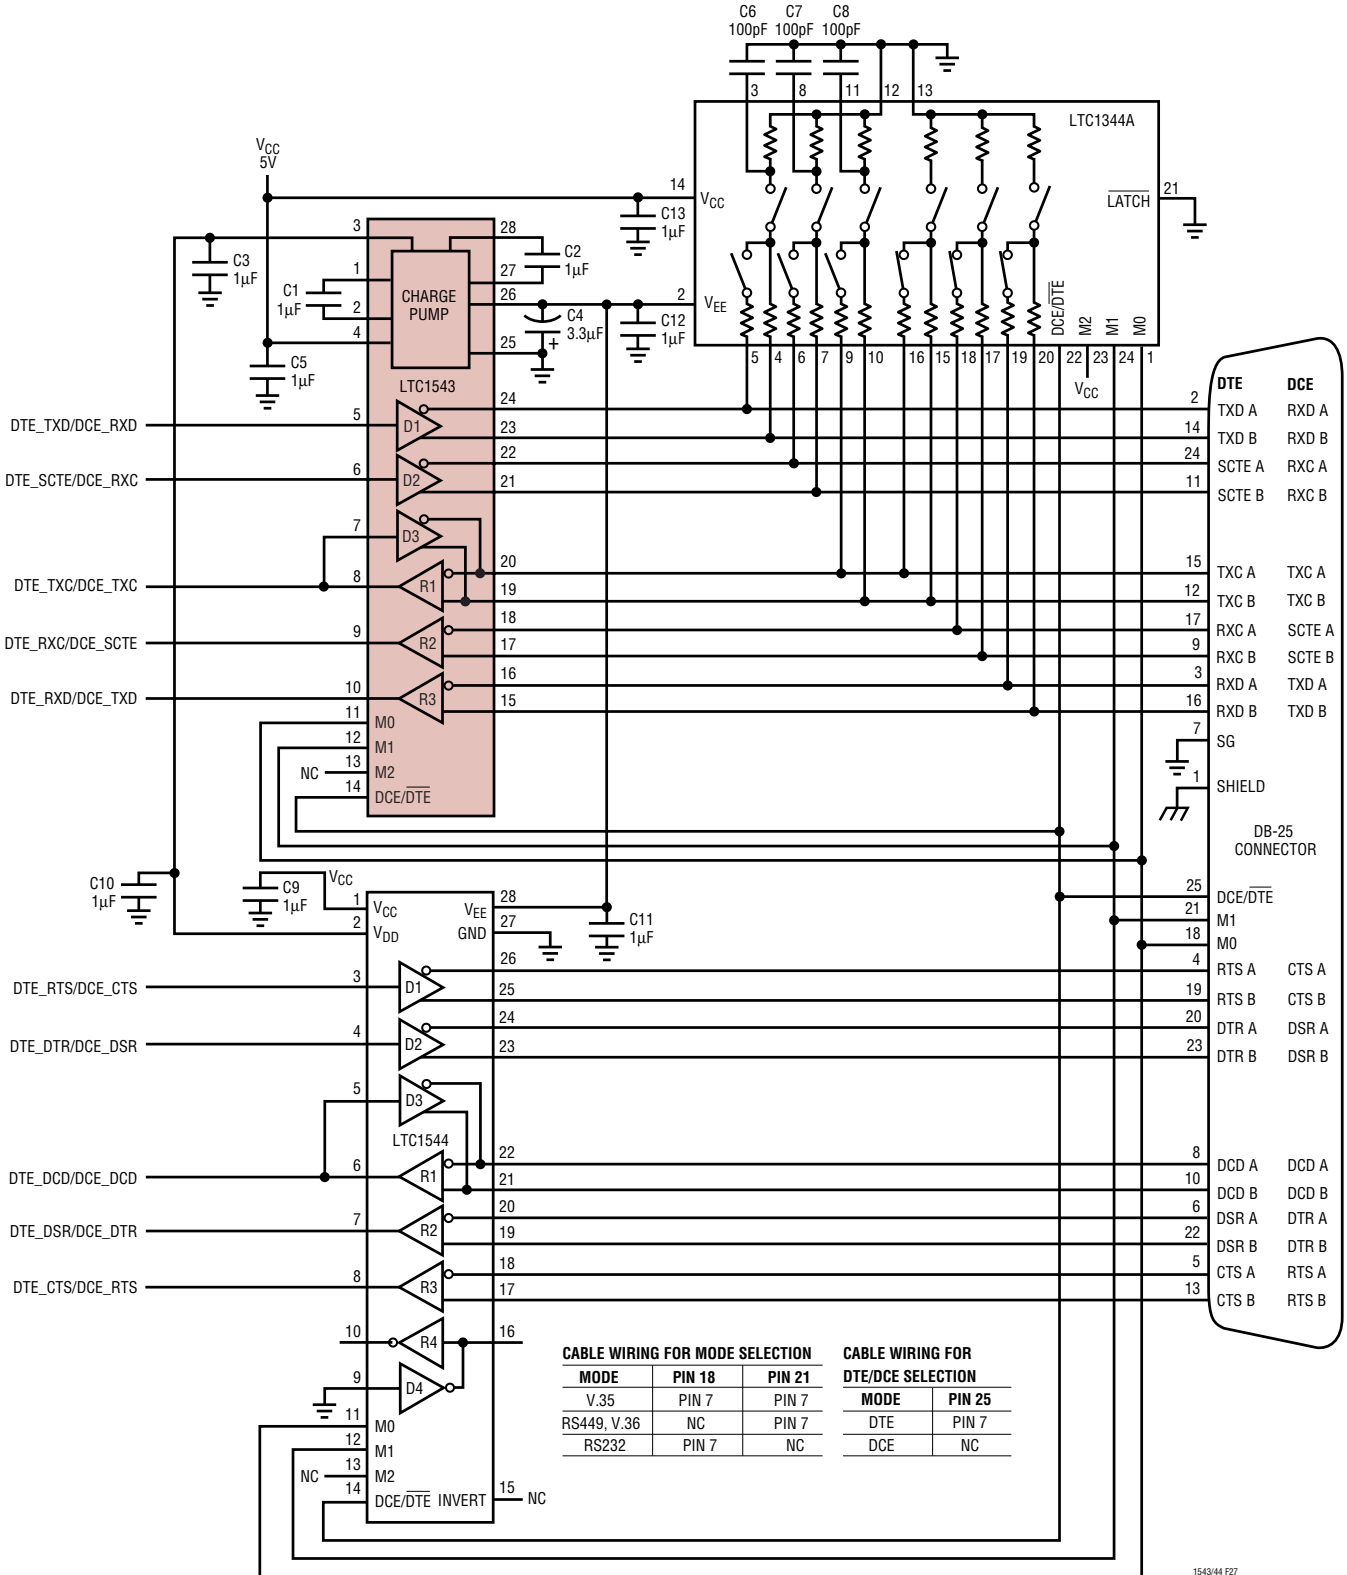 C6 C7 C8
100pF 100pF 100pF
3 8 11 12 13
LTC1344A
VCC
5V
14 VCC
C13
1µF
LATCH 21
3 28
C3
1µF
C2
1µF
1 27
C1
1µF
CHARGE
PUMP
2 26
C4
3.3µF
+
C12
1µF
2 VEE
DCE/DTE M2 M1 M0
4 25
C5
1µF
5 4 6 7 9 10 16 15 18 17 19 20 22 23 24 1
VCC
LTC1543
DTE DCE
DTE_TXD/DCE_RXD 5 D1 24 2 TXD A RXD A
23 14 TXD B RXD B
DTE_SCTE/DCE_RXC 6 D2 22 24 SCTE A RXC A
21 11 SCTE B RXC B
7 D3
DTE_TXC/DCE_TXC 8 R1 20 15 TXC A TXC A
19 12 TXC B TXC B
DTE_RXC/DCE_SCTE 9 R2 18 17 RXC A SCTE A
17 9 RXC B SCTE B
DTE_RXD/DCE_TXD 10 R3 16 3 RXD A TXD A
15 16 RXD B TXD B
11 M0
12 M1
NC 13 M2
14 DCE/DTE
7 SG
1 SHIELD
DB-25
CONNECTOR
C10
1µF
C9
1µF
VCC
1 VCC
2 VDD
VEE 28
GND 27
C11
1µF
25 DCE/DTE
21 M1
18 M0
DTE_RTS/DCE_CTS 3 D1 26 4 RTS A CTS A
25 19 RTS B CTS B
DTE_DTR/DCE_DSR 4 D2 24 20 DTR A DSR A
23 23 DTR B DSR B
5 D3
LTC1544
DTE_DCD/DCE_DCD 6 R1 22 8 DCD A DCD A
21 10 DCD B DCD B
DTE_DSR/DCE_DTR 7 R2 20 6 DSR A DTR A
19 22 DSR B DTR B
DTE_CTS/DCE_RTS 8 R3 18 5 CTS A RTS A
17 13 CTS B RTS B
10 R4 16
9 D4
11 M0
12 M1
NC 13 M2
14 DCE/DTE INVERT 15 NC
CABLE WIRING FOR MODE SELECTION
MODE PIN 18 PIN 21
V.35 PIN 7 PIN 7
RS449, V.36 NC PIN 7
RS232 PIN 7 NC
CABLE WIRING FOR
DTE/DCE SELECTION
MODE PIN 25
DTE PIN 7
DCE NC
1543/44 F27